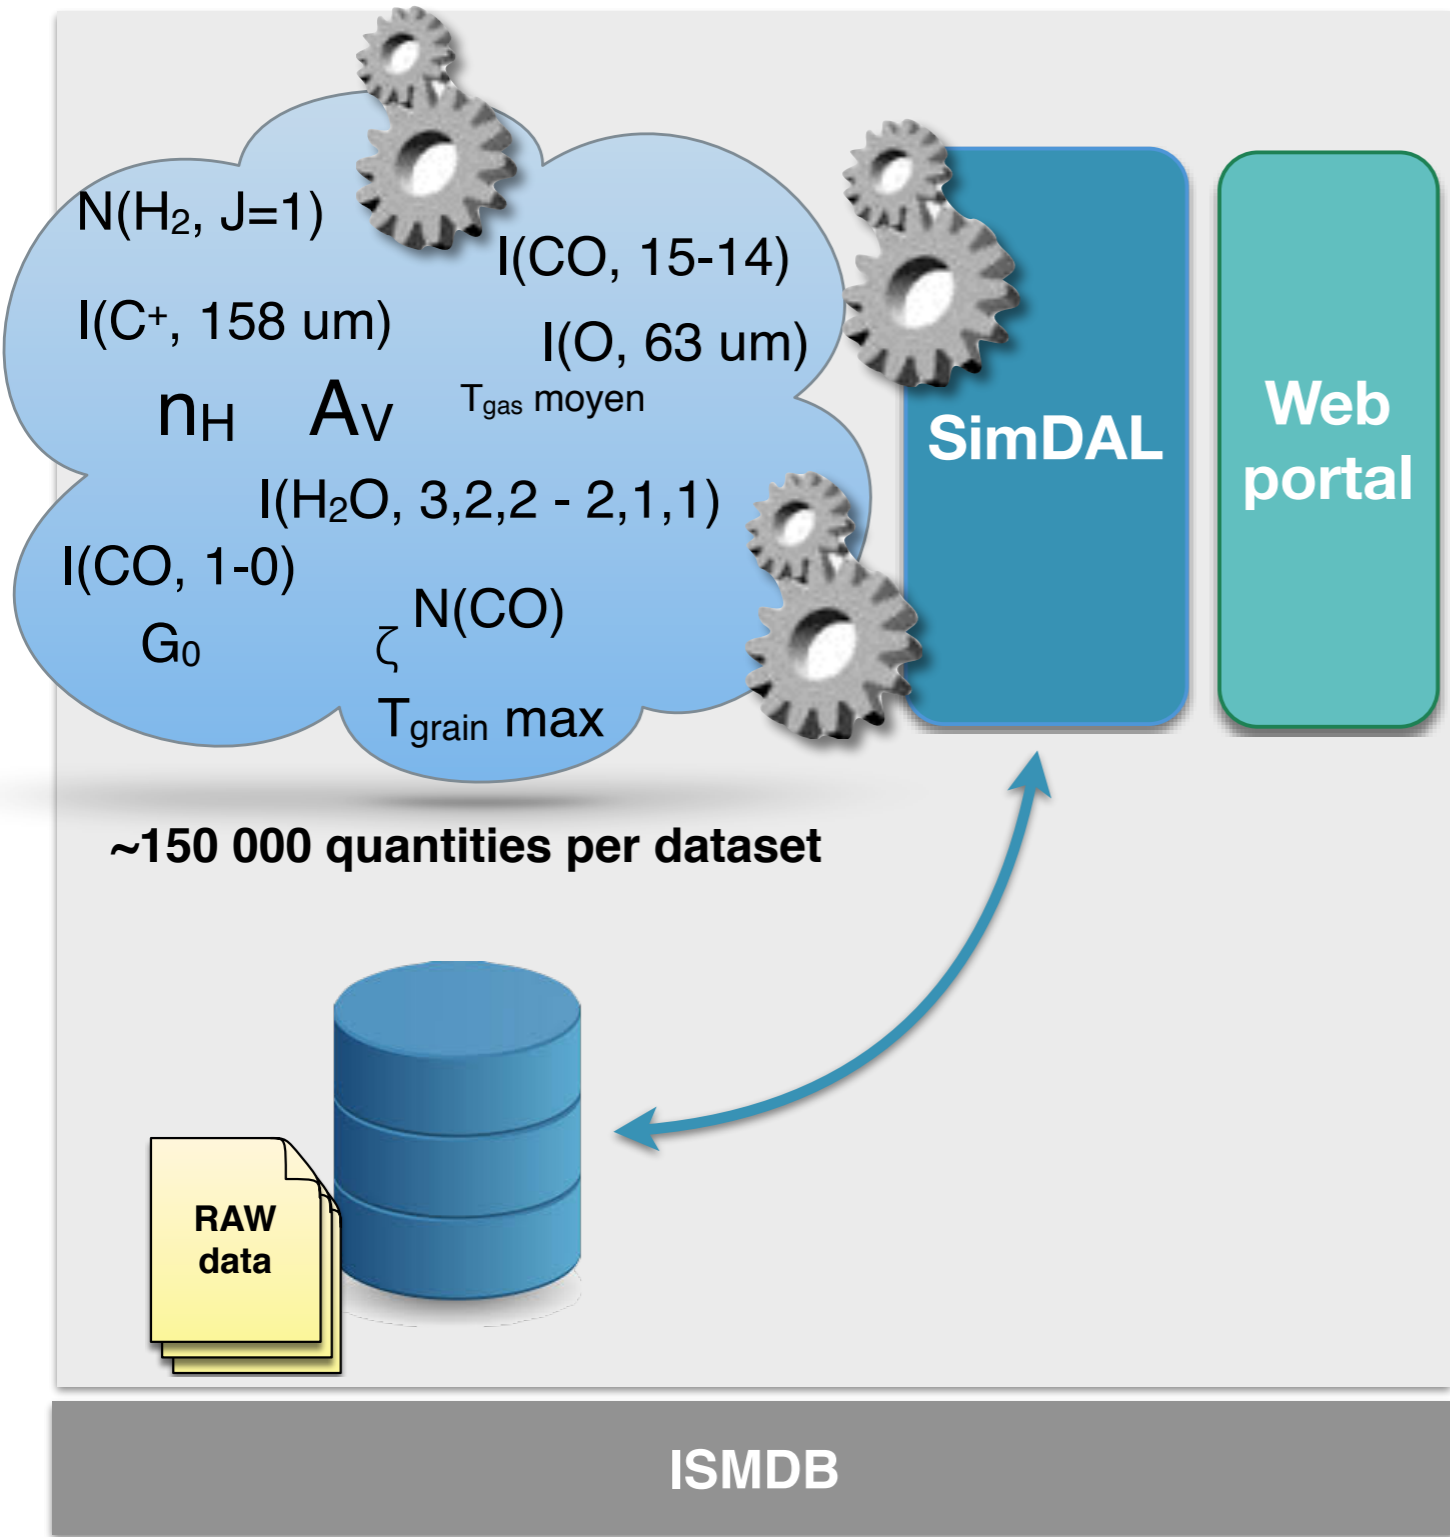 N(H₂, J=1)
I(CO, 15-14)
I(C⁺, 158 um)
I(O, 63 um)
nH
AV
Tgas moyen
I(H₂O, 3,2,2 - 2,1,1)
I(CO, 1-0)
N(CO)
G₀
ζ
Tgrain max
SimDAL
Web
portal
~150 000 quantities per dataset
RAW
data
ISMDB